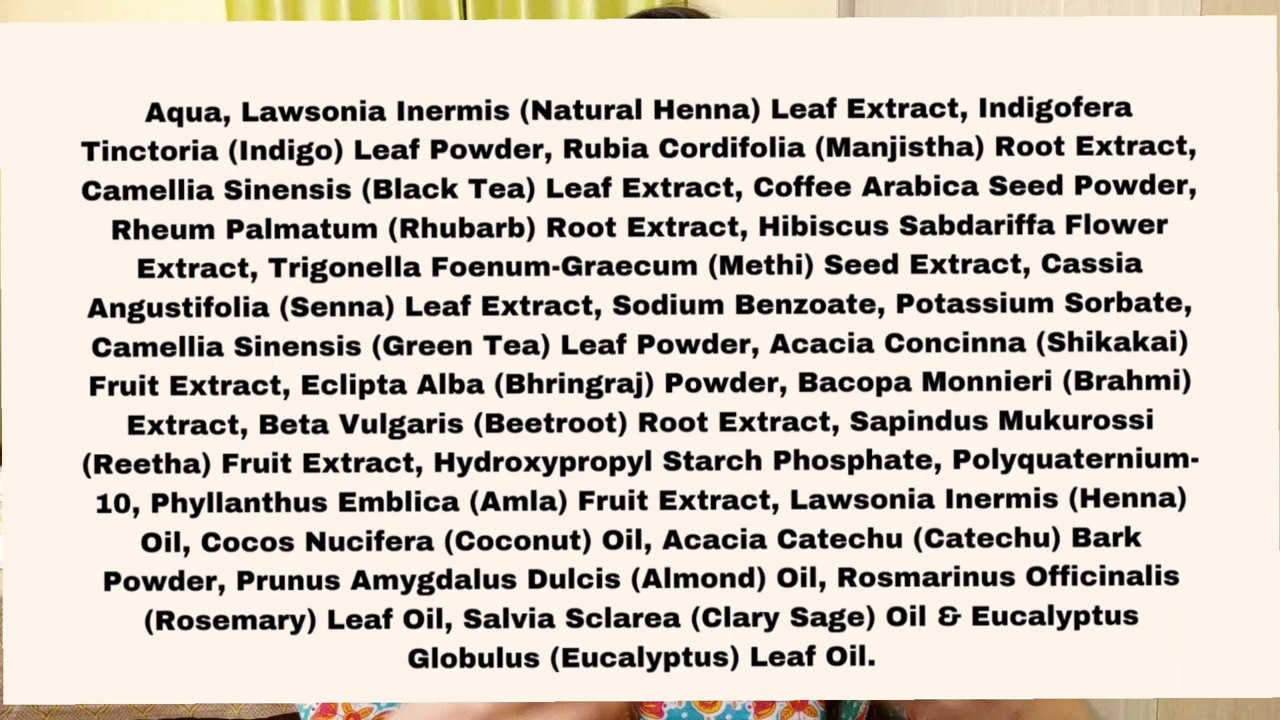 Aqua, Lawsonia Inermis (Natural Henna) Leaf Extract, Indigofera
Tinctoria (Indigo) Leaf Powder, Rubia Cordifolia (Manjistha) Root Extract,
Camellia Sinensis (Black Tea) Leaf Extract, Coffee Arabica Seed Powder,
Rheum Palmatum (Rhubarb) Root Extract, Hibiscus Sabdariffa Flower
Extract, Trigonella Foenum-Graecum (Methi) Seed Extract, Cassia
Angustifolia (Senna) Leaf Extract, Sodium Benzoate, Potassium Sorbate,
Camellia Sinensis (Green Tea) Leaf Powder, Acacia Concinna (Shikakai)
Fruit Extract, Eclipta Alba (Bhringraj) Powder, Bacopa Monnieri (Brahmi)
Extract, Beta Vulgaris (Beetroot) Root Extract, Sapindus Mukurossi
(Reetha) Fruit Extract, Hydroxypropyl Starch Phosphate, Polyquaternium-
10, Phyllanthus Emblica (Amla) Fruit Extract, Lawsonia Inermis (Henna)
Oil, Cocos Nucifera (Coconut) Oil, Acacia Catechu (Catechu) Bark
Powder, Prunus Amygdalus Dulcis (Almond) Oil, Rosmarinus Officinalis
(Rosemary) Leaf Oil, Salvia Sclarea (Clary Sage) Oil & Eucalyptus
Globulus (Eucalyptus) Leaf Oil.